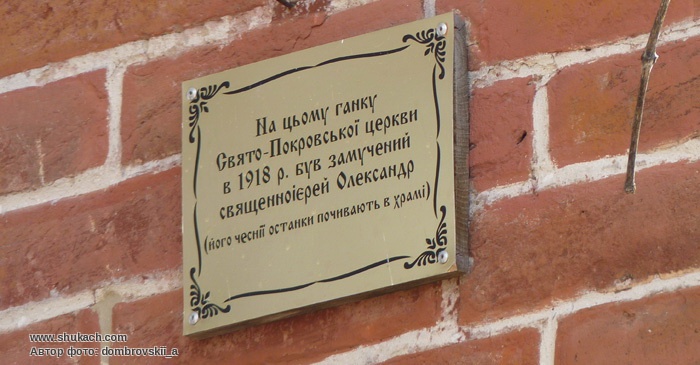 На цьому ганку
Свято-Покровської церкви
в 1918 р. був замучений
священноієрей Олександр
(його чеснії останки почивають в храмі)
www.shukach.com
Автор фото: dombrovskii_a